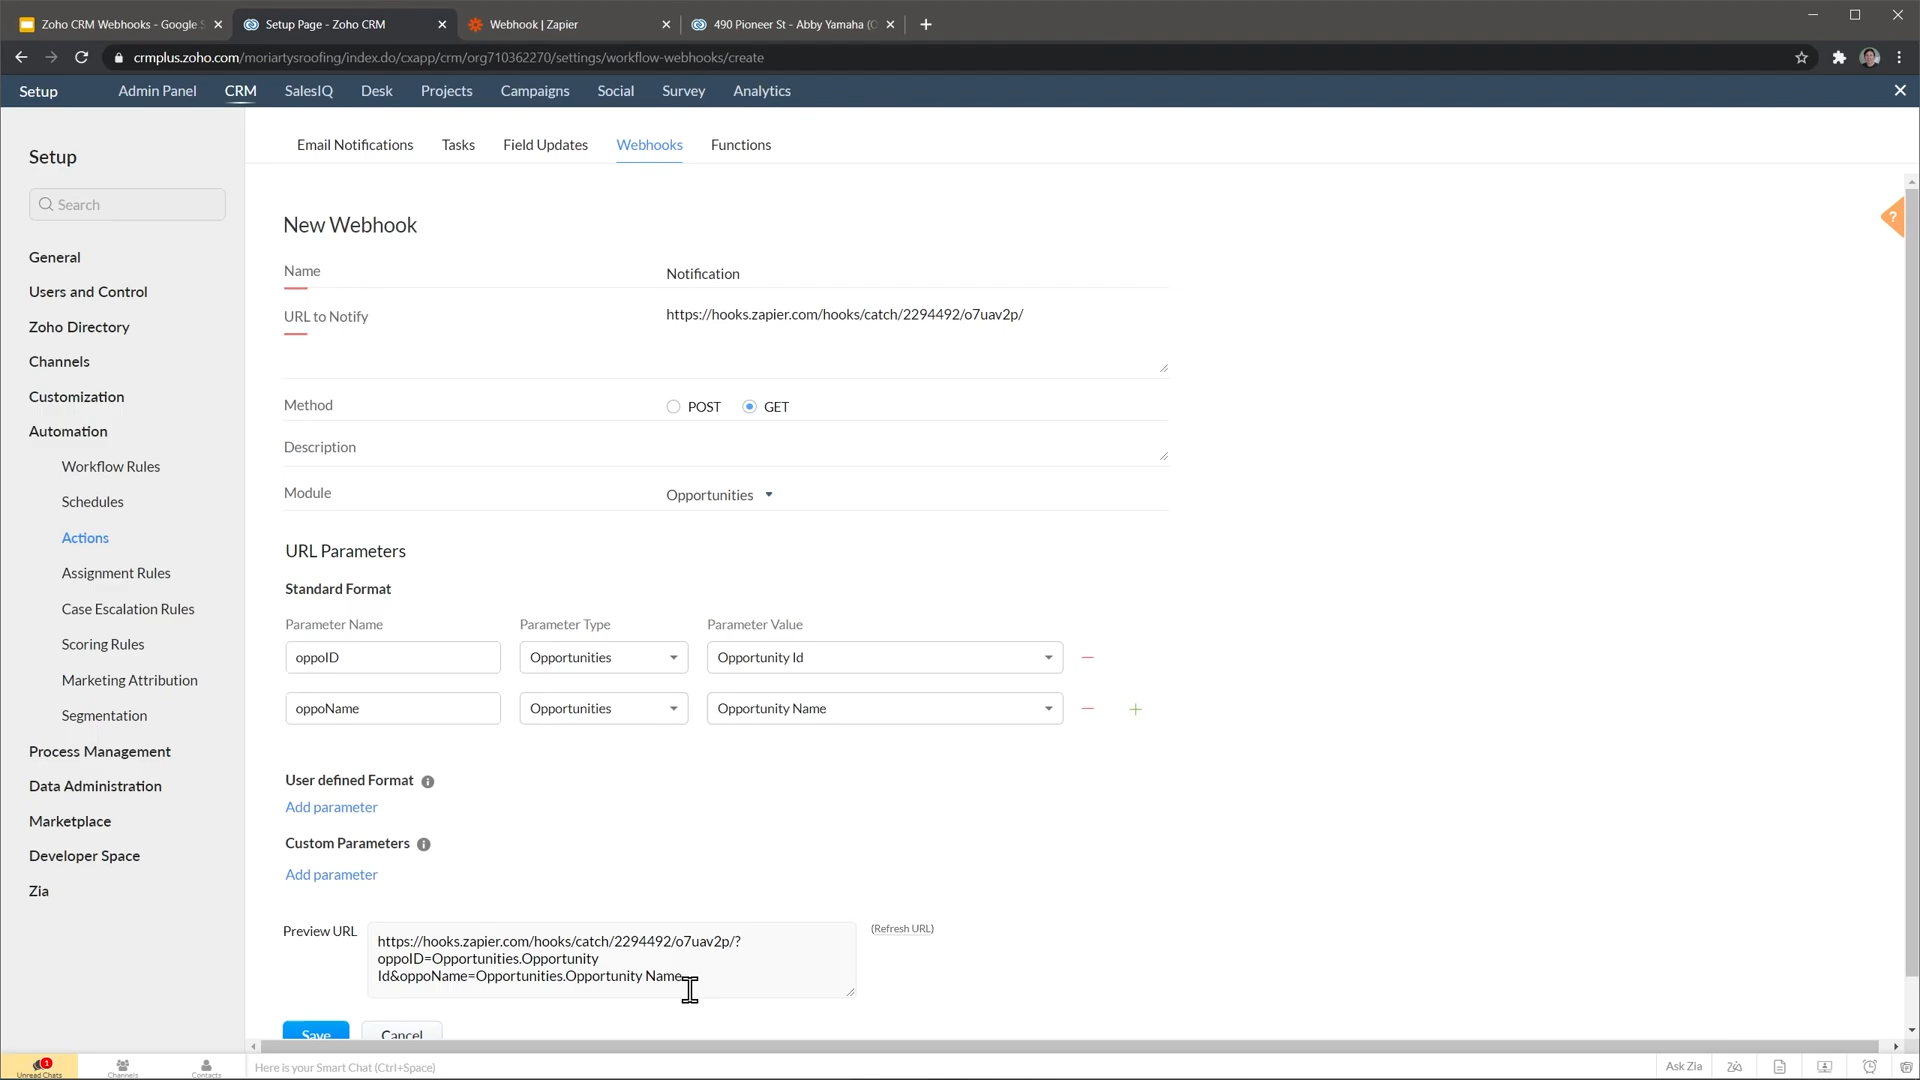 Zoho CRM Webhooks - Google S
Setup Page - Zoho CRM
Webhook | Zapier
490 Pioneer St - Abby Yamaha (O
crmplus.zoho.com/moriartysroofing/index.do/cxapp/crm/org710362270/settings/workflow-webhooks/create
Setup
Admin Panel
CRM
SalesIQ
Desk
Projects
Campaigns
Social
Survey
Analytics
Setup
Search
General
Users and Control
Zoho Directory
Channels
Customization
Automation
Workflow Rules
Schedules
Actions
Assignment Rules
Case Escalation Rules
Scoring Rules
Marketing Attribution
Segmentation
Process Management
Data Administration
Marketplace
Developer Space
Zia
Email Notifications
Tasks
Field Updates
Webhooks
Functions
?
New Webhook
Name
Notification
URL to Notify
https://hooks.zapier.com/hooks/catch/2294492/o7uav2p/
Method
POST
GET
Description
Module
Opportunities
URL Parameters
Standard Format
Parameter Name
Parameter Type
Parameter Value
oppoID
Opportunities
Opportunity Id
oppoName
Opportunities
Opportunity Name
User defined Format
Add parameter
Custom Parameters
Add parameter
Preview URL
https://hooks.zapier.com/hooks/catch/2294492/o7uav2p/?
oppoID=Opportunities.Opportunity
Id&oppoName=Opportunities.Opportunity Name
(Refresh URL)
Save
Cancel
1
Unread Chats
Channels
Contacts
Here is your Smart Chat (Ctrl+Space)
Ask Zia